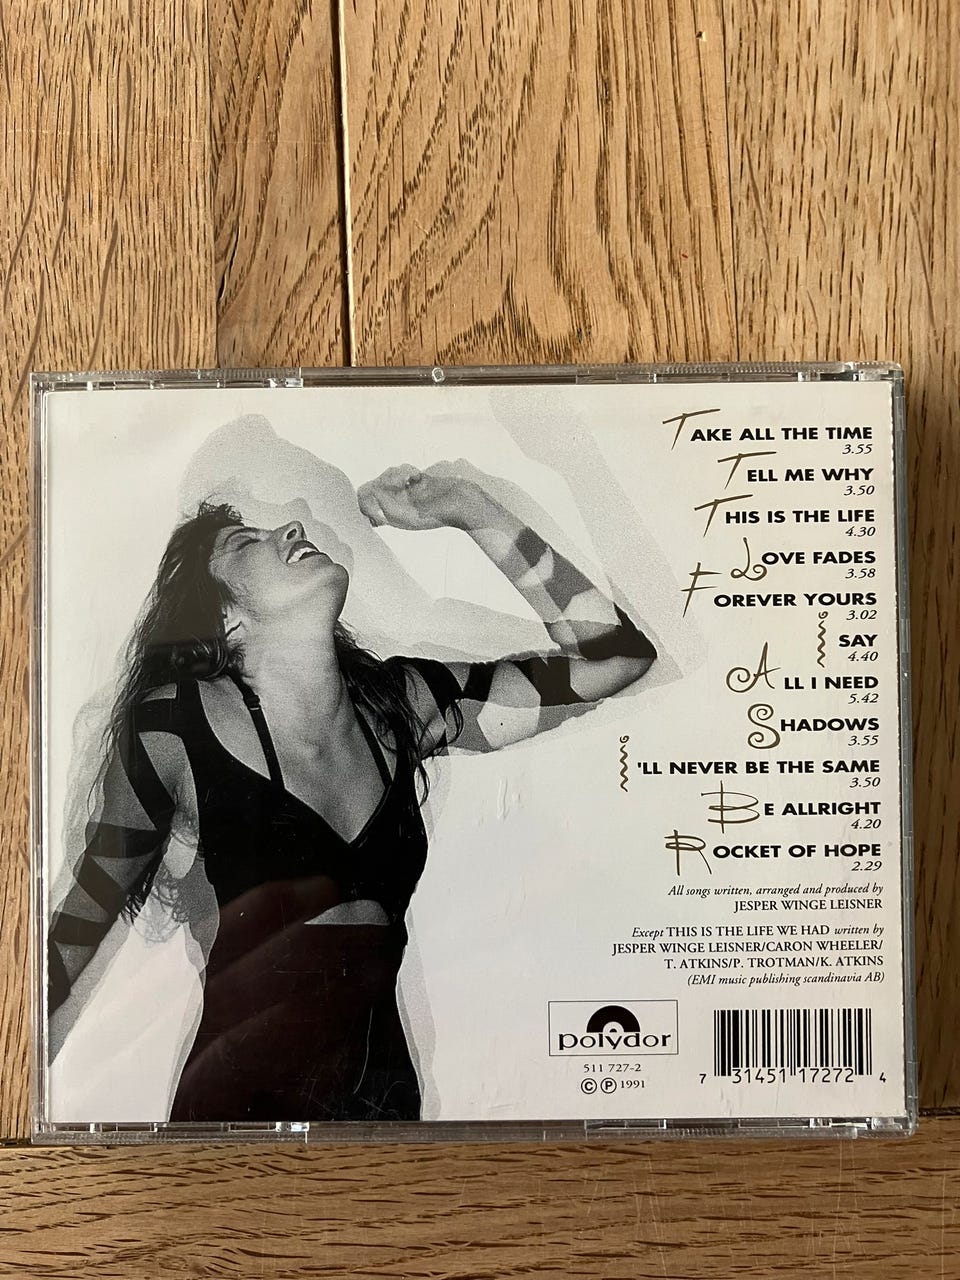 TAKE ALL THE TIME
3.55
TELL ME WHY
3.50
THIS IS THE LIFE
4.30
LOVE FADES
3.58
FOREVER YOURS
3.02
I SAY
4.40
ALL I NEED
5.42
SHADOWS
3.55
I'LL NEVER BE THE SAME
3.50
BE ALLRIGHT
4.20
ROCKET OF HOPE
2.29
All songs written, arranged and produced by
JESPER WINGE LEISNER
Except THIS IS THE LIFE WE HAD written by
JESPER WINGE LEISNER/CARON WHEELER/
T. ATKINS/P. TROTMAN/K. ATKINS
(EMI music publishing scandinavia AB)
polydor
511 727-2
© ℗ 1991
7 31451 17272 4